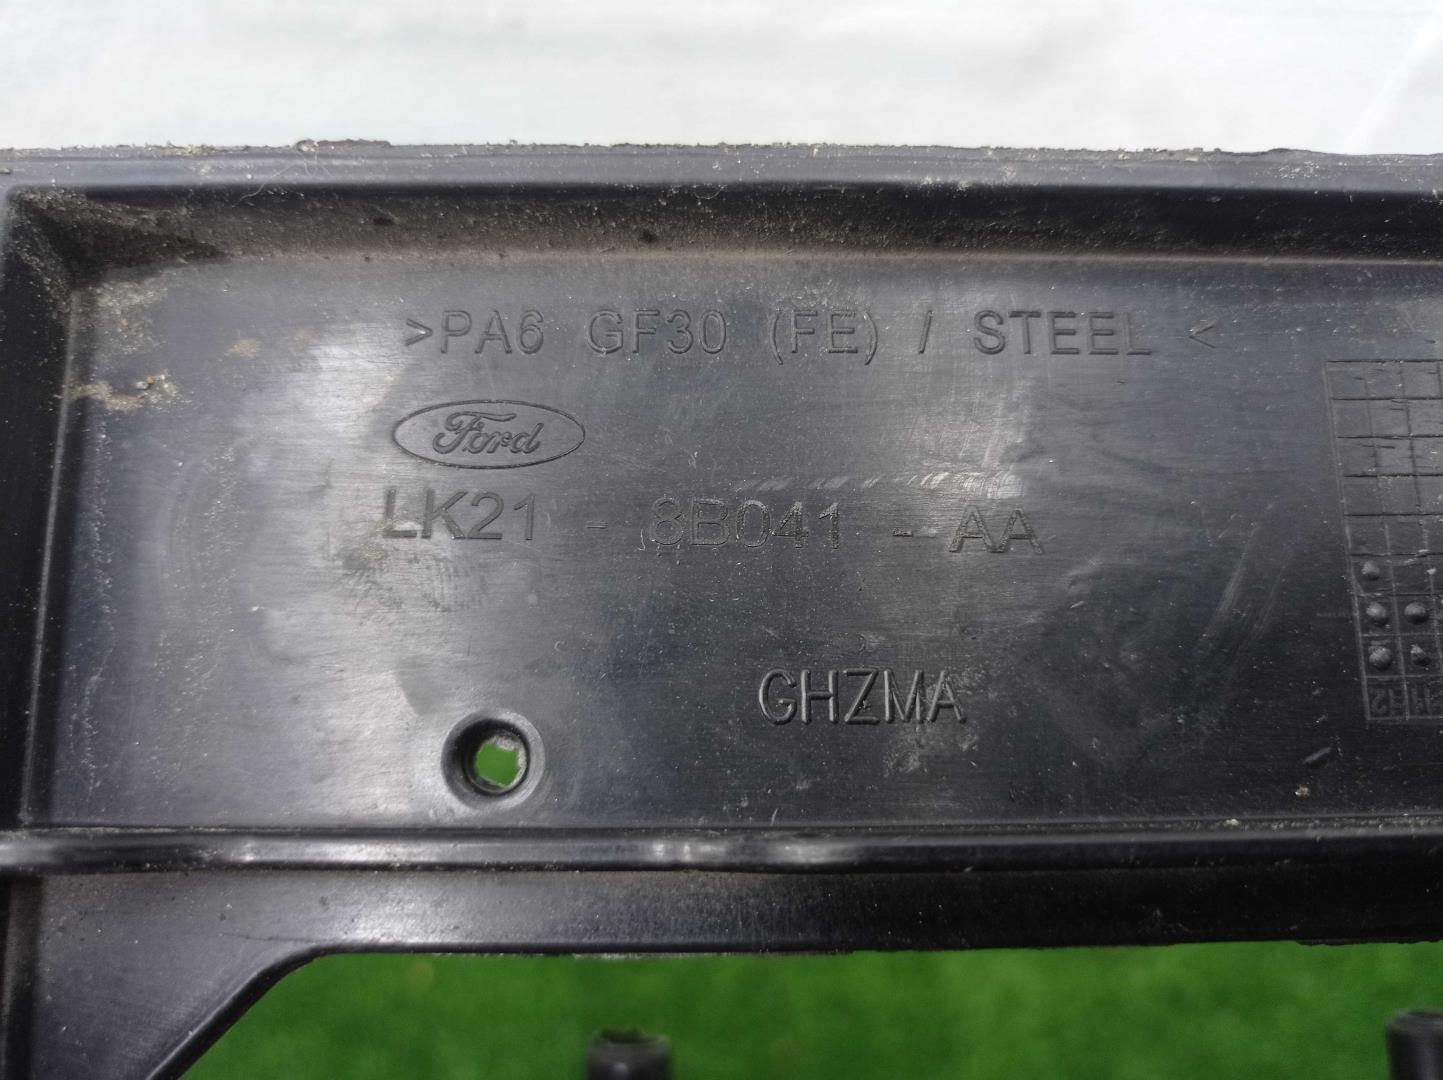 >PA6 GF30 (FE) / STEEL<
Ford
LK21 - 8B041 - AA
GHZMA